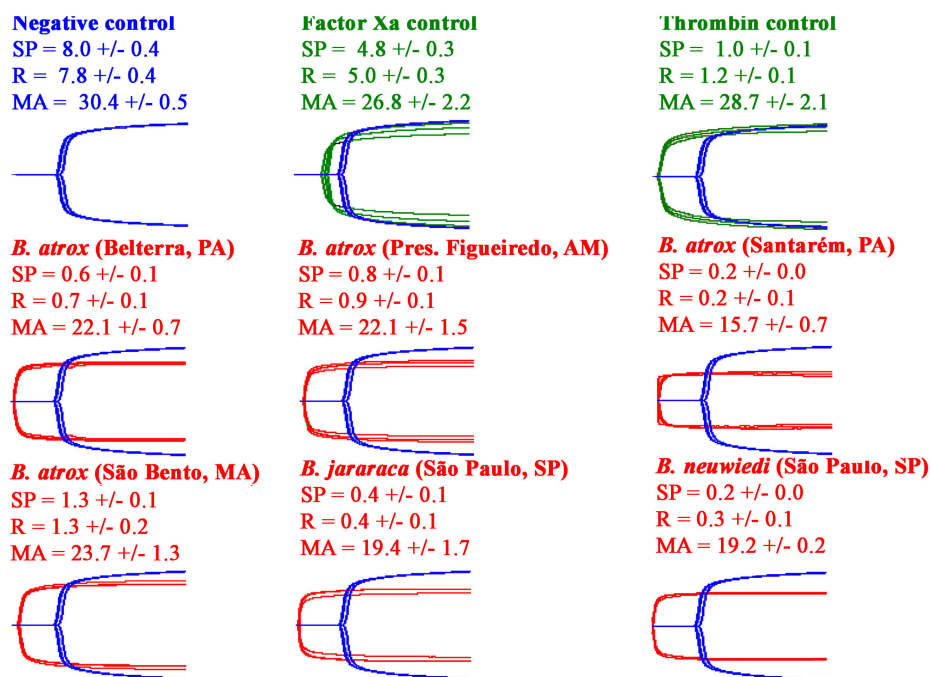 Negative control
SP = 8.0 +/- 0.4
R = 7.8 +/- 0.4
MA = 30.4 +/- 0.5
Factor Xa control
SP = 4.8 +/- 0.3
R = 5.0 +/- 0.3
MA = 26.8 +/- 2.2
Thrombin control
SP = 1.0 +/- 0.1
R = 1.2 +/- 0.1
MA = 28.7 +/- 2.1
B. atrox (Belterra, PA)
SP = 0.6 +/- 0.1
R = 0.7 +/- 0.1
MA = 22.1 +/- 0.7
B. atrox (Pres. Figueiredo, AM)
SP = 0.8 +/- 0.1
R = 0.9 +/- 0.1
MA = 22.1 +/- 1.5
B. atrox (Santarém, PA)
SP = 0.2 +/- 0.0
R = 0.2 +/- 0.1
MA = 15.7 +/- 0.7
B. atrox (São Bento, MA)
SP = 1.3 +/- 0.1
R = 1.3 +/- 0.2
MA = 23.7 +/- 1.3
B. jararaca (São Paulo, SP)
SP = 0.4 +/- 0.1
R = 0.4 +/- 0.1
MA = 19.4 +/- 1.7
B. neuwiedi (São Paulo, SP)
SP = 0.2 +/- 0.0
R = 0.3 +/- 0.1
MA = 19.2 +/- 0.2